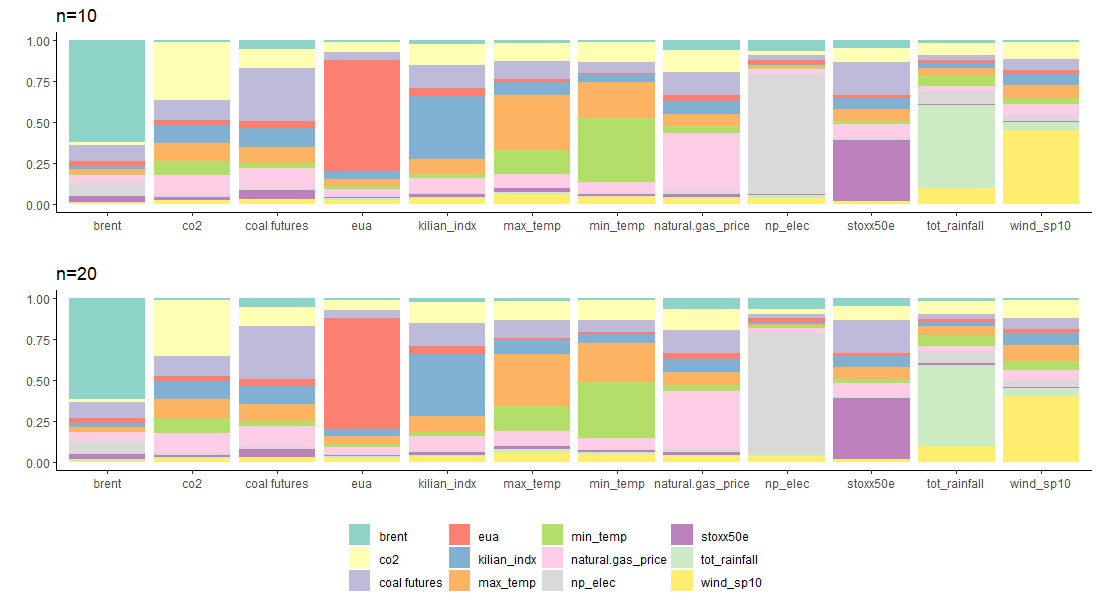 n=10
1.00
0.75
0.50
0.25
0.00
brent co2 coal futures eua kilian_indx max_temp min_temp natural.gas_price np_elec stoxx50e tot_rainfall wind_sp10
n=20
1.00
0.75
0.50
0.25
0.00
brent co2 coal futures eua kilian_indx max_temp min_temp natural.gas_price np_elec stoxx50e tot_rainfall wind_sp10
brent eua min_temp stoxx50e
co2 kilian_indx natural.gas_price tot_rainfall
coal futures max_temp np_elec wind_sp10